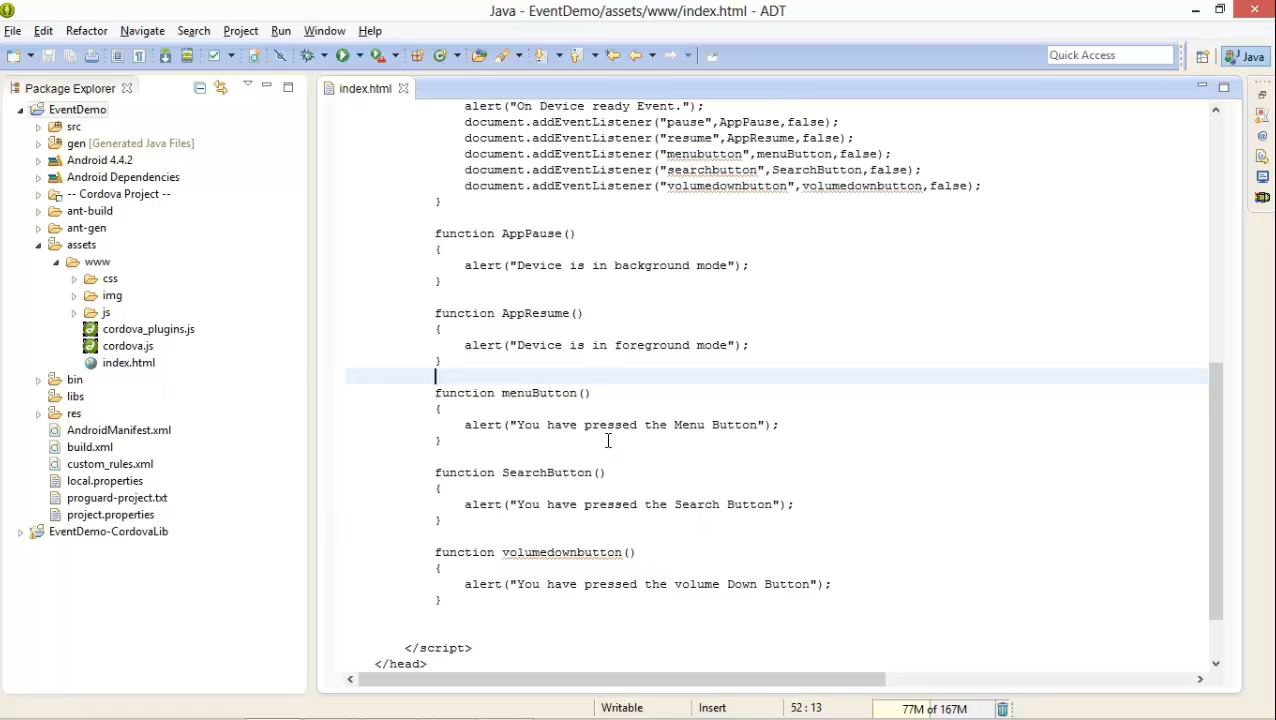 Java - EventDemo/assets/www/index.html - ADT
File Edit Refactor Navigate Search Project Run Window Help
Quick Access
Java
Package Explorer
index.html
EventDemo
src
gen [Generated Java Files]
Android 4.4.2
Android Dependencies
-- Cordova Project --
ant-build
ant-gen
assets
www
css
img
js
cordova_plugins.js
cordova.js
index.html
bin
libs
res
AndroidManifest.xml
build.xml
custom_rules.xml
local.properties
proguard-project.txt
project.properties
EventDemo-CordovaLib
alert("On Device ready Event.");
document.addEventListener("pause",AppPause,false);
document.addEventListener("resume",AppResume,false);
document.addEventListener("menubutton",menuButton,false);
document.addEventListener("searchbutton",SearchButton,false);
document.addEventListener("volumedownbutton",volumedownbutton,false);
}
function AppPause()
{
alert("Device is in background mode");
}
function AppResume()
{
alert("Device is in foreground mode");
}
function menuButton()
{
alert("You have pressed the Menu Button");
}
function SearchButton()
{
alert("You have pressed the Search Button");
}
function volumedownbutton()
{
alert("You have pressed the volume Down Button");
}
</script>
</head>
Writable Insert 52 : 13 77M of 167M